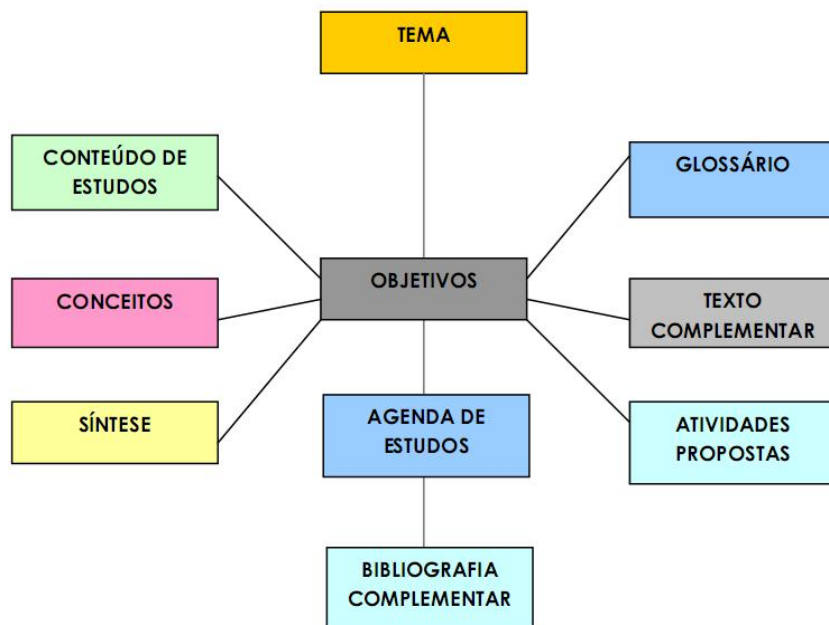 TEMA
CONTEÚDO DE
ESTUDOS
GLOSSÁRIO
OBJETIVOS
CONCEITOS
TEXTO
COMPLEMENTAR
SÍNTESE
AGENDA DE
ESTUDOS
ATIVIDADES
PROPOSTAS
BIBLIOGRAFIA
COMPLEMENTAR